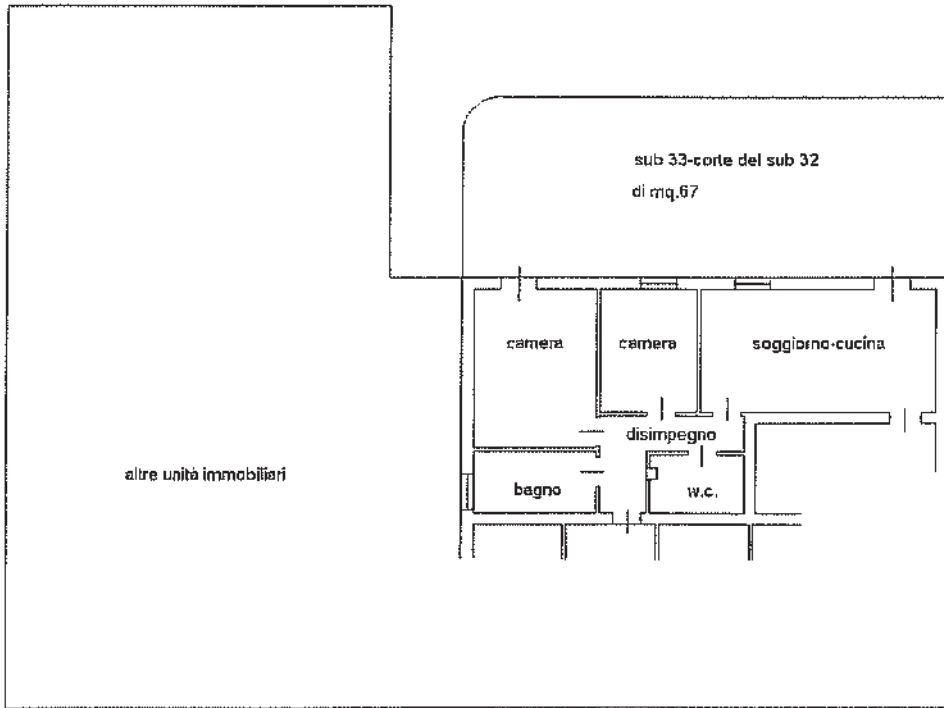 sub 33-corte del sub 32
di mq.67
camera
camera
soggiorno-cucina
disimpegno
altre unità immobiliari
bagno
w.c.